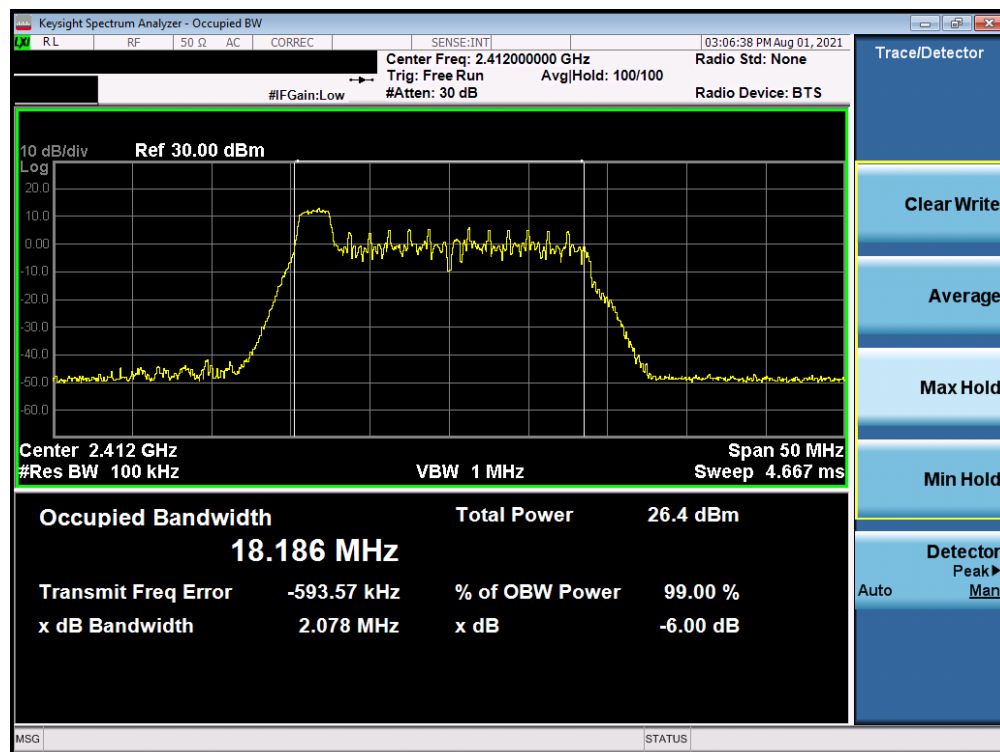 Keysight Spectrum Analyzer - Occupied BW
LXI RL RF 50 Ω AC CORREC SENSE:INT 03:06:38 PM Aug 01, 2021
Center Freq: 2.412000000 GHz Radio Std: None
Trig: Free Run Avg|Hold: 100/100
#IFGain:Low #Atten: 30 dB Radio Device: BTS
10 dB/div Ref 30.00 dBm
Log
20.0
10.0
0.00
-10.0
-20.0
-30.0
-40.0
-50.0
-60.0
Center 2.412 GHz Span 50 MHz
#Res BW 100 kHz VBW 1 MHz Sweep 4.667 ms
Occupied Bandwidth Total Power 26.4 dBm
18.186 MHz
Transmit Freq Error -593.57 kHz % of OBW Power 99.00 %
x dB Bandwidth 2.078 MHz x dB -6.00 dB
Trace/Detector
Clear Write
Average
Max Hold
Min Hold
Detector
Peak▶
Auto Man
MSG STATUS